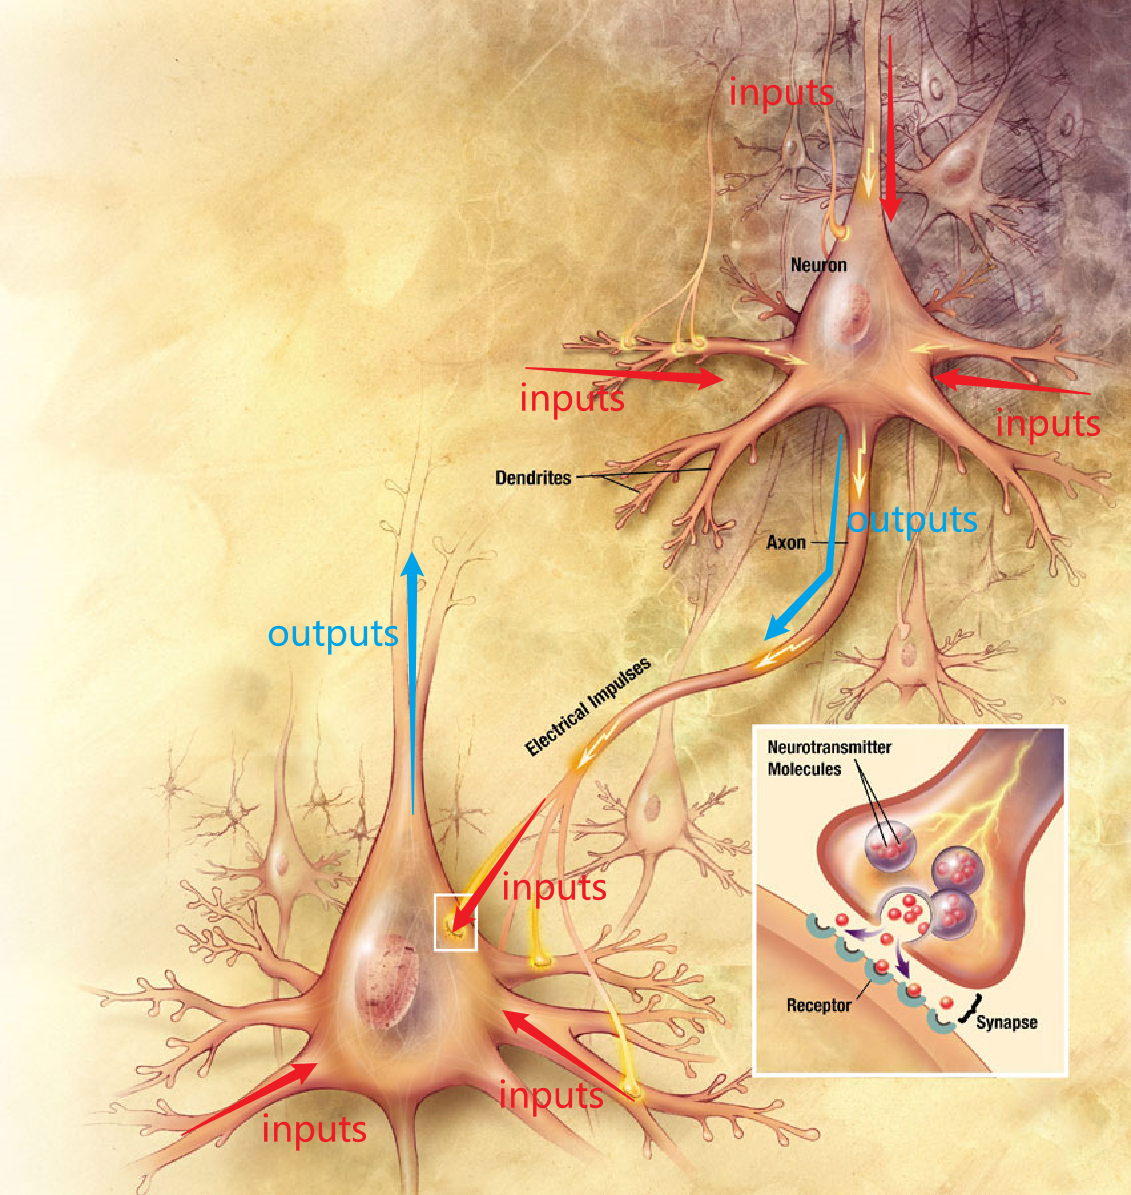 inputs
Neuron
inputs
inputs
Dendrites
outputs
Axon
outputs
Electrical Impulses
Neurotransmitter
Molecules
inputs
Receptor
Synapse
inputs
inputs